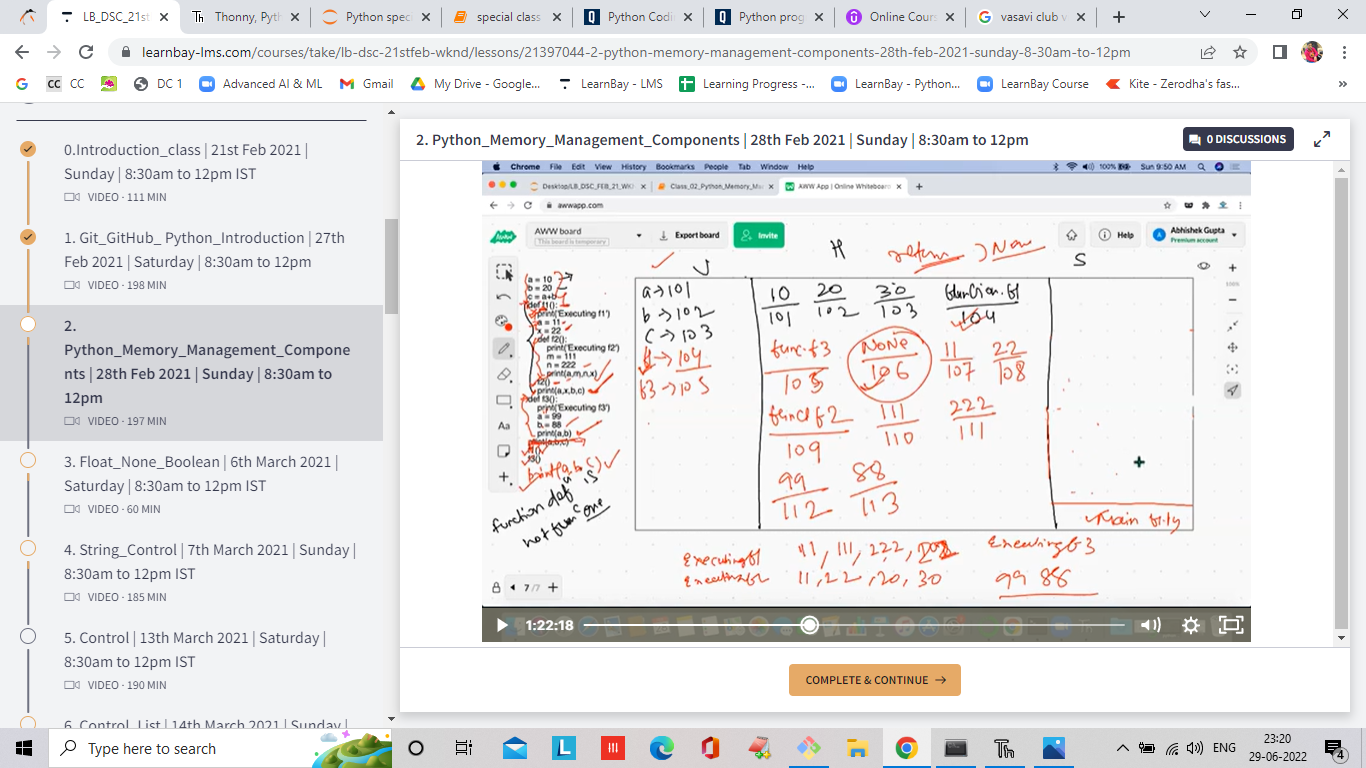 LB_DSC_21st
Thonny, Pyth
Python spec
special class
Python Codi
Python prog
Online Cours
vasavi club v
learnbay-lms.com/courses/take/lb-dsc-21stfeb-wknd/lessons/21397044-2-python-memory-management-components-28th-feb-2021-sunday-8-30am-to-12pm
CC
DC 1
Advanced AI & ML
Gmail
My Drive - Google...
LearnBay - LMS
Learning Progress -...
LearnBay - Python...
LearnBay Course
Kite - Zerodha's fas...
0.Introduction_class | 21st Feb 2021 |
Sunday | 8:30am to 12pm IST
VIDEO · 111 MIN
1. Git_GitHub_ Python_Introduction | 27th
Feb 2021 | Saturday | 8:30am to 12pm
VIDEO · 198 MIN
2.
Python_Memory_Management_Compone
nts | 28th Feb 2021 | Sunday | 8:30am to
12pm
VIDEO · 197 MIN
3. Float_None_Boolean | 6th March 2021 |
Saturday | 8:30am to 12pm IST
VIDEO · 60 MIN
4. String_Control | 7th March 2021 | Sunday |
8:30am to 12pm IST
VIDEO · 185 MIN
5. Control | 13th March 2021 | Saturday |
8:30am to 12pm IST
VIDEO · 190 MIN
6. Control_List | 14th March 2021 | Sunday |
2. Python_Memory_Management_Components | 28th Feb 2021 | Sunday | 8:30am to 12pm
0 DISCUSSIONS
Chrome File Edit View History Bookmarks People Tab Window Help
100% Sun 9:50 AM
Desktop/LB_DSC_FEB_21_WK
Class_02_Python_Memory_Ma
AWW App | Online Whiteboard
awwapp.com
AWW board
This board is temporary
Export board
Invite
Help
Abhishek Gupta
Premium account
H
return
None
S
a = 10
b = 20
c = a+b
def f1():
print('Executing f1')
a = 11
x = 22
def f2():
print('Executing f2')
m = 111
n = 222
print(a,m,n,x)
f2()
print(a,x,b,c)
def f3():
print('Executing f3')
a = 99
b = 88
print(a,b)
f1()
f3()
print(a,b,c)
function def is
not func
a → 101
b → 102
c → 103
f1 → 104
f3 → 105
10
101
20
102
30
103
function f1
104
func f3
105
None
106
11
107
22
108
func f2
109
111
110
222
111
99
112
88
113
Main
Executing f1
Executing f2
11, 111, 222,
11, 22, 20, 30
Executing f3
99 88
7/7
1:22:18
COMPLETE & CONTINUE →
Type here to search
ENG
23:20
29-06-2022
4